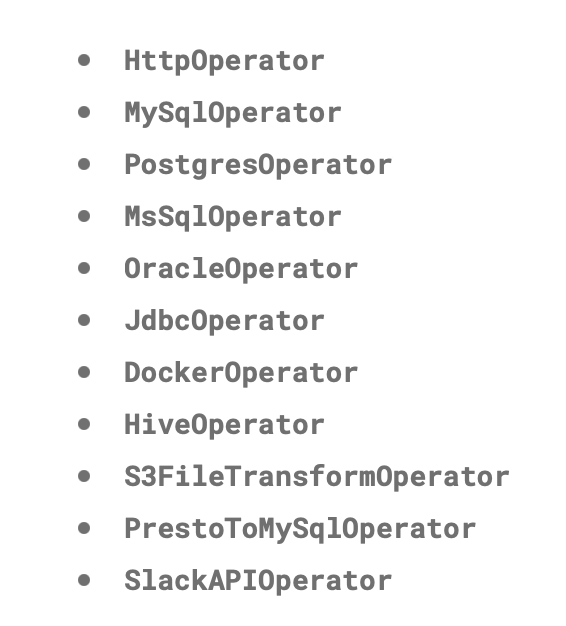 • HttpOperator
• MySqlOperator
• PostgresOperator
• MsSqlOperator
• OracleOperator
• JdbcOperator
• DockerOperator
• HiveOperator
• S3FileTransformOperator
• PrestoToMySqlOperator
• SlackAPIOperator